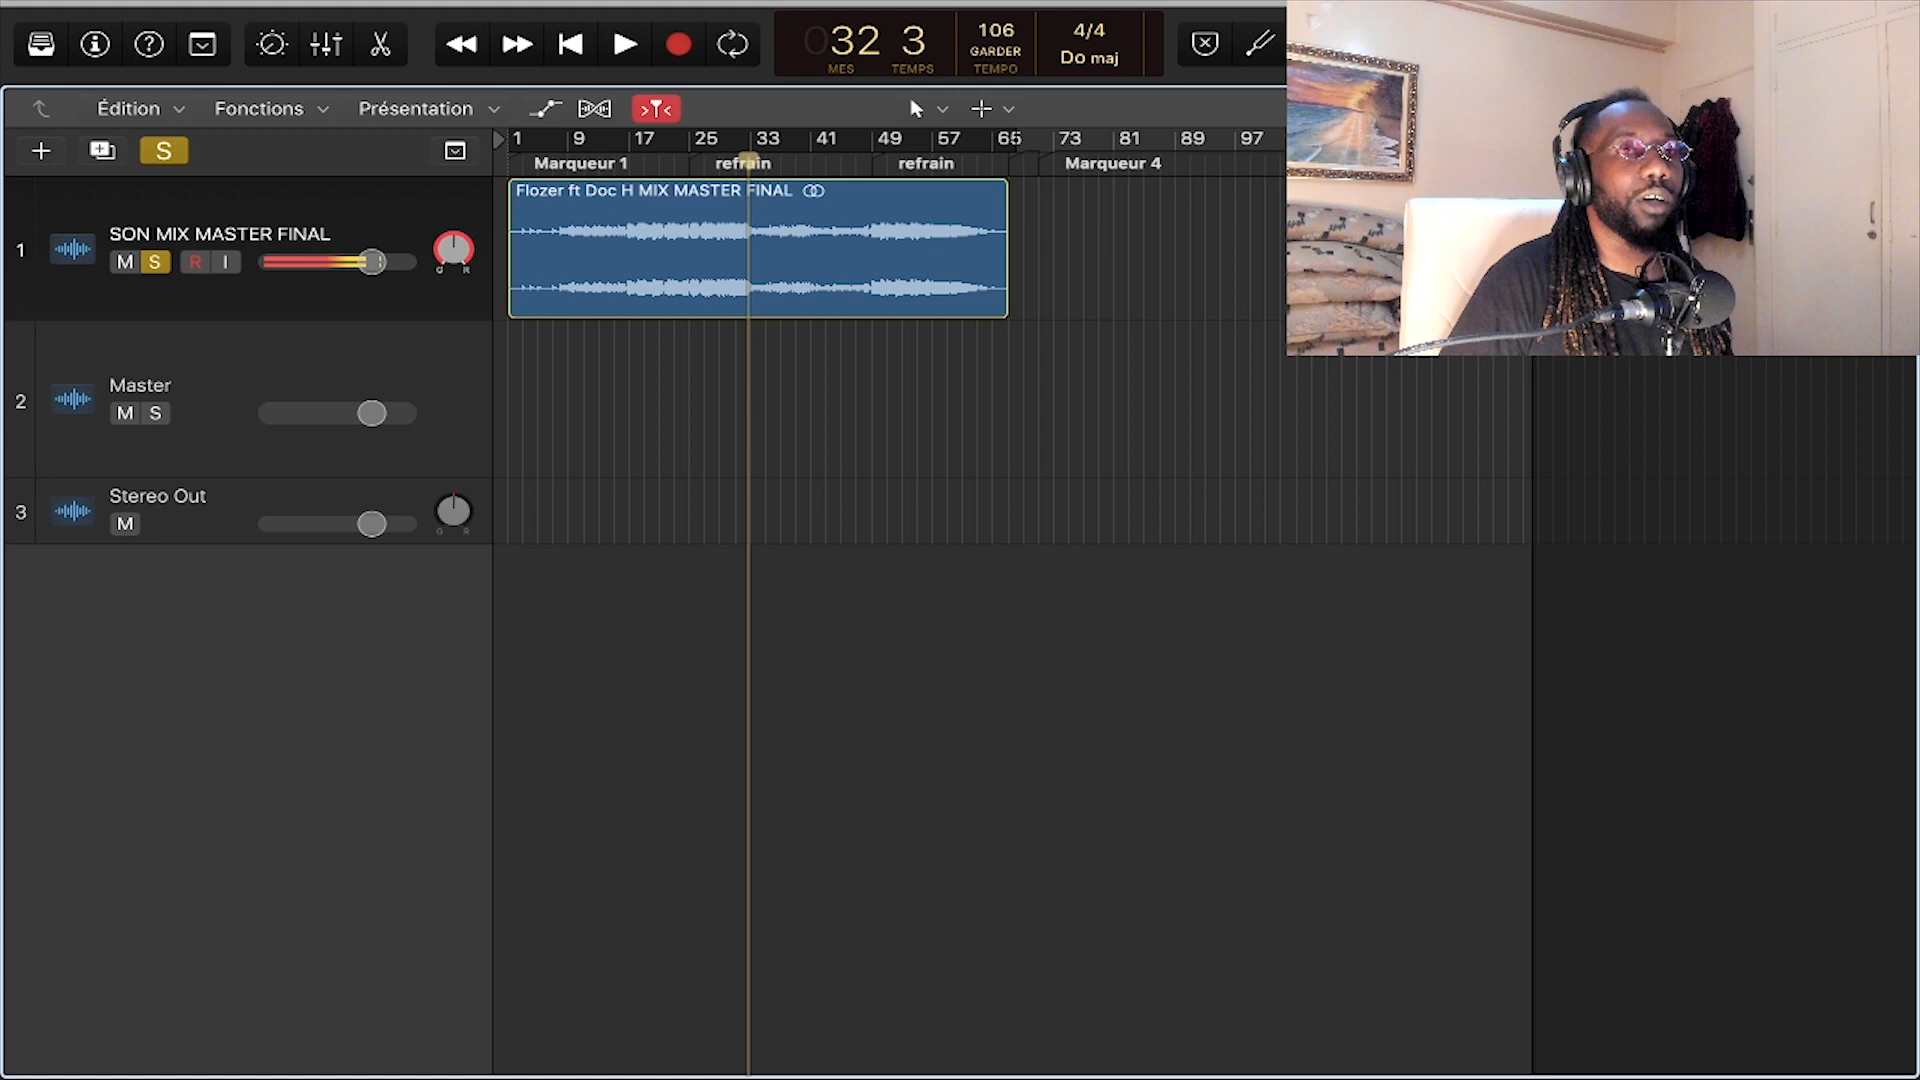 032 3
MES TEMPS
106
GARDER
TEMPO
4/4
Do maj
Édition
Fonctions
Présentation
S
1 9 17 25 33 41 49 57 65 73 81 89 97
Marqueur 1
refrain
refrain
Marqueur 4
Flozer ft Doc H MIX MASTER FINAL
1
SON MIX MASTER FINAL
M S R I
G R
2
Master
M S
3
Stereo Out
M
G R